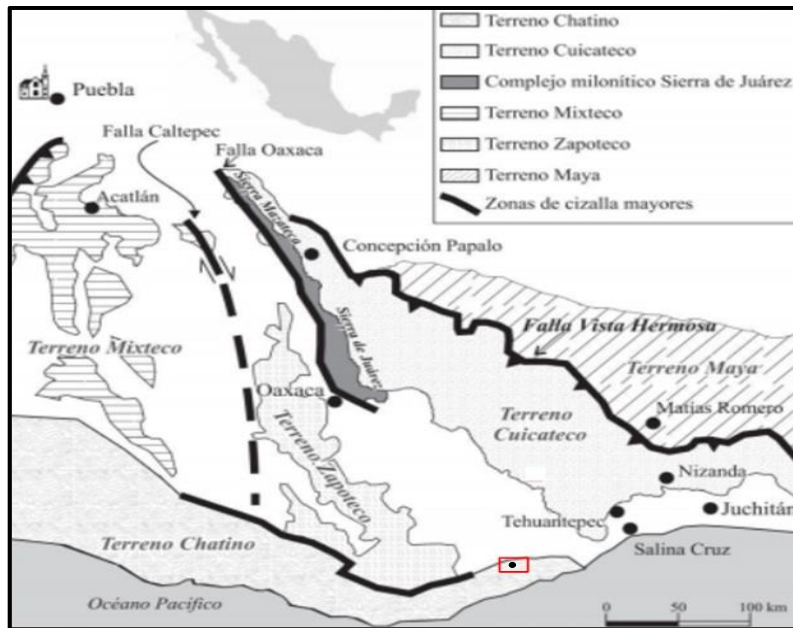 Terreno Chatino
Terreno Cuicateco
Complejo milonítico Sierra de Juárez
Terreno Mixteco
Terreno Zapoteco
Terreno Maya
Zonas de cizalla mayores
Puebla
Falla Caltepec
Falla Oaxaca
Acatlán
Sierra Mazateca
Concepción Papalo
Terreno Mixteco
Sierra de Juárez
Falla Vista Hermosa
Terreno Maya
Oaxaca
Terreno
Cuicateco
Matías Romero
Terreno Zapoteco
Nizanda
Tehuantepec
Juchitán
Salina Cruz
Terreno Chatino
Océano Pacífico
0 50 100 km